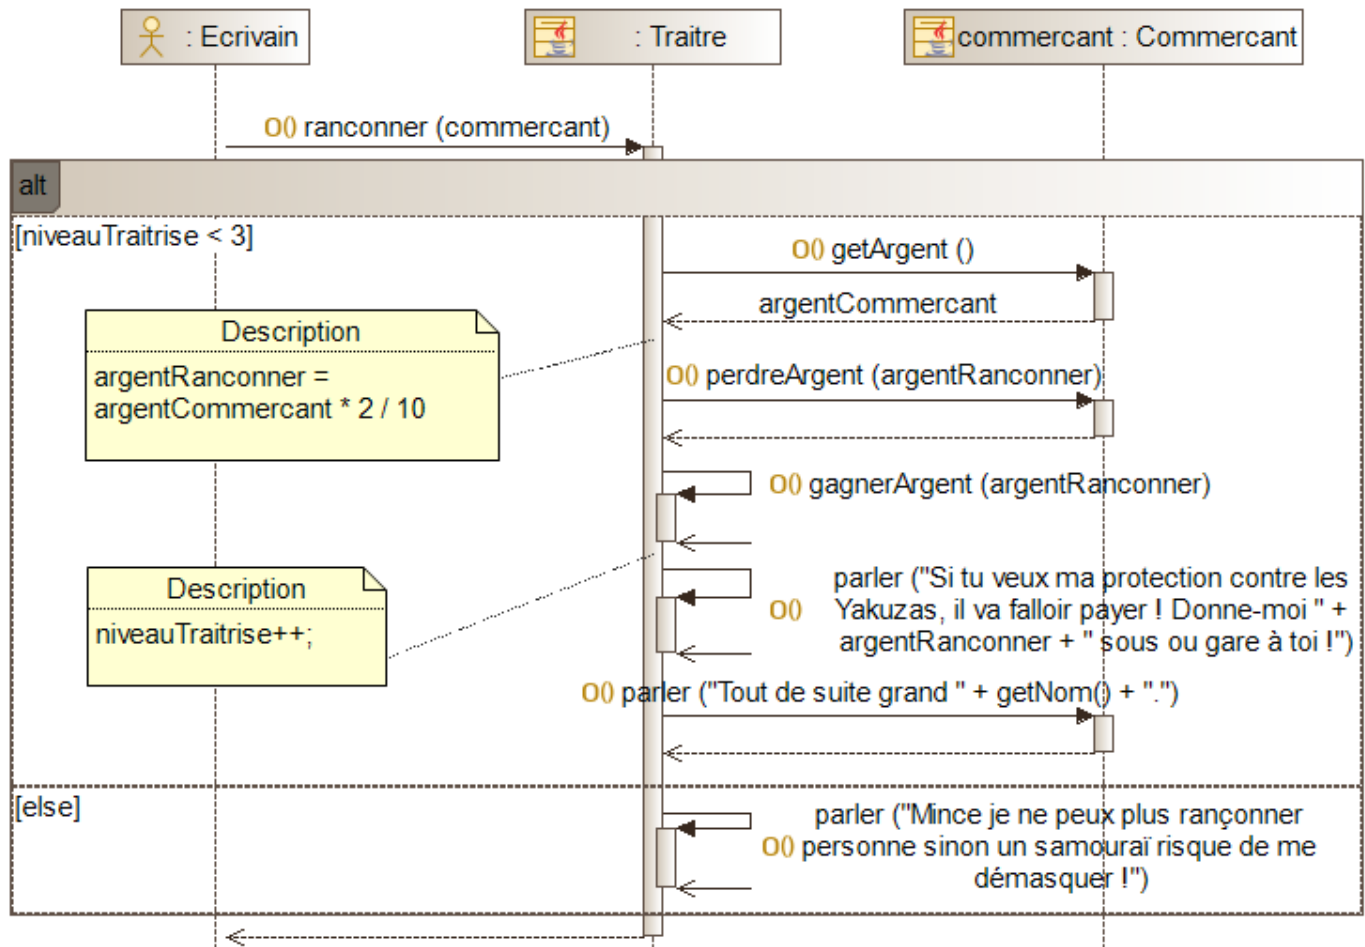 : Ecrivain
: Traitre
commercant : Commercant
O() ranconner (commercant)
alt
[niveauTraitrise < 3]
O() getArgent ()
argentCommercant
Description
argentRanconner =
argentCommercant * 2 / 10
O() perdreArgent (argentRanconner)
O() gagnerArgent (argentRanconner)
Description
niveauTraitrise++;
parler ("Si tu veux ma protection contre les
O() Yakuzas, il va falloir payer ! Donne-moi " +
argentRanconner + " sous ou gare à toi !")
O() parler ("Tout de suite grand " + getNom() + ".")
[else]
parler ("Mince je ne peux plus rançonner
O() personne sinon un samouraï risque de me
démasquer !")